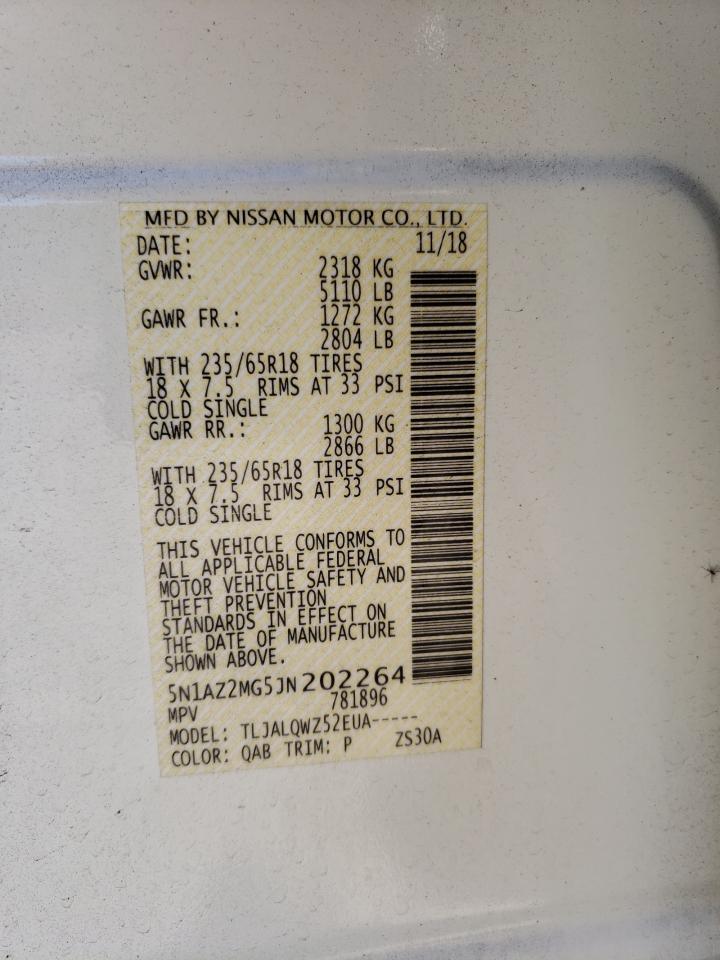 MFD BY NISSAN MOTOR CO., LTD.
DATE: 11/18
GVWR: 2318 KG
5110 LB
GAWR FR.: 1272 KG
2804 LB
WITH 235/65R18 TIRES
18 X 7.5 RIMS AT 33 PSI
COLD SINGLE
GAWR RR.: 1300 KG
2866 LB
WITH 235/65R18 TIRES
18 X 7.5 RIMS AT 33 PSI
COLD SINGLE
THIS VEHICLE CONFORMS TO
ALL APPLICABLE FEDERAL
MOTOR VEHICLE SAFETY AND
THEFT PREVENTION
STANDARDS IN EFFECT ON
THE DATE OF MANUFACTURE
SHOWN ABOVE.
5N1AZ2MG5JN202264
MPV 781896
MODEL: TLJALQWZ52EUA-----
COLOR: QAB TRIM: P ZS30A